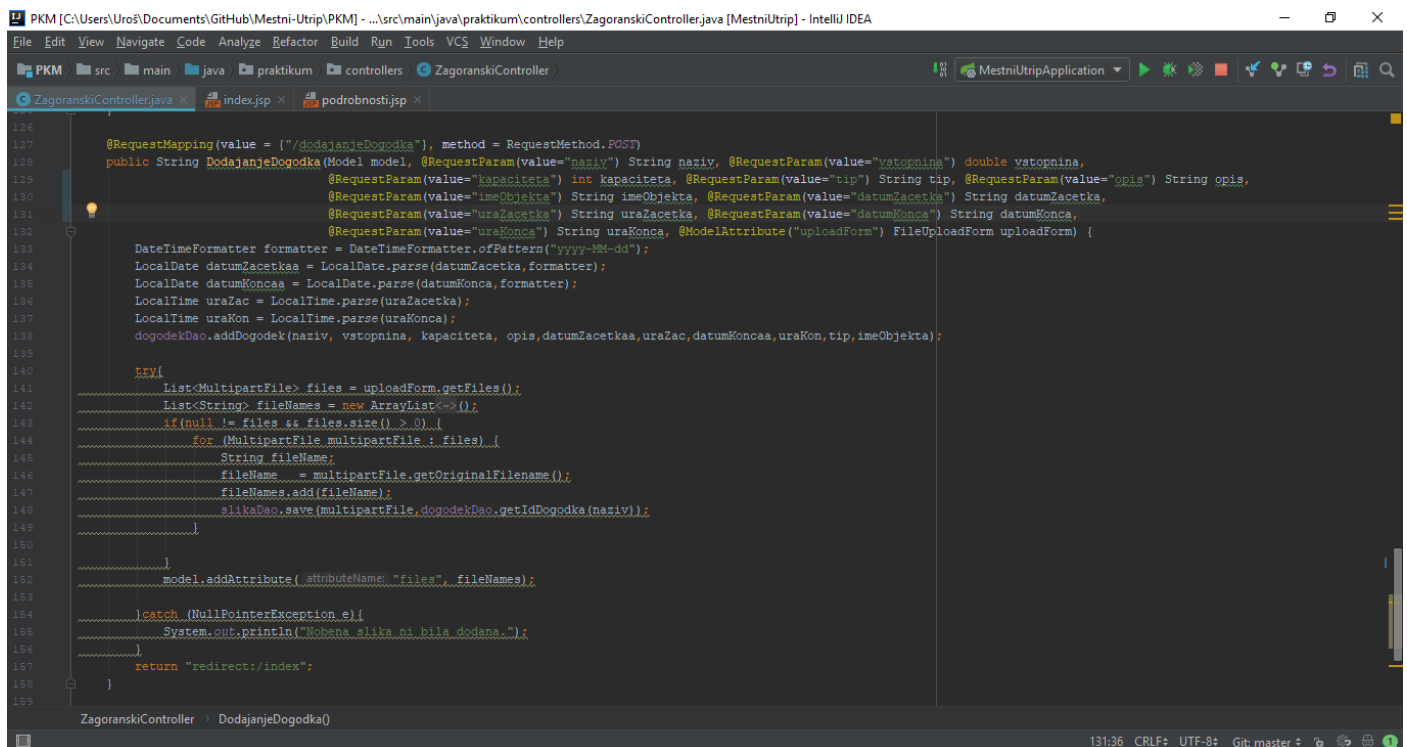 PKM [C:\Users\Uroš\Documents\GitHub\Mestni-Utrip\PKM] - ...\src\main\java\praktikum\controllers\ZagoranskiController.java [MestniUtrip] - IntelliJ IDEA
File Edit View Navigate Code Analyze Refactor Build Run Tools VCS Window Help
PKM src main java praktikum controllers ZagoranskiController MestniUtripApplication
ZagoranskiController.java index.jsp podrobnosti.jsp
126
127 @RequestMapping(value = {"/dodajanjeDogodka"}, method = RequestMethod.POST)
128 public String DodajanjeDogodka(Model model, @RequestParam(value="naziv") String naziv, @RequestParam(value="vstopnina") double vstopnina,
129 @RequestParam(value="kapaciteta") int kapaciteta, @RequestParam(value="tip") String tip, @RequestParam(value="opis") String opis,
130 @RequestParam(value="imeObjekta") String imeObjekta, @RequestParam(value="datumZacetka") String datumZacetka,
131 @RequestParam(value="uraZacetka") String uraZacetka, @RequestParam(value="datumKonca") String datumKonca,
132 @RequestParam(value="uraKonca") String uraKonca, @ModelAttribute("uploadForm") FileUploadForm uploadForm) {
133 DateTimeFormatter formatter = DateTimeFormatter.ofPattern("yyyy-MM-dd");
134 LocalDate datumZacetkaa = LocalDate.parse(datumZacetka,formatter);
135 LocalDate datumKoncaa = LocalDate.parse(datumKonca,formatter);
136 LocalTime uraZac = LocalTime.parse(uraZacetka);
137 LocalTime uraKon = LocalTime.parse(uraKonca);
138 dogodekDao.addDogodek(naziv, vstopnina, kapaciteta, opis,datumZacetkaa,uraZac,datumKoncaa,uraKon,tip,imeObjekta);
139
140 try{
141 List<MultipartFile> files = uploadForm.getFiles();
142 List<String> fileNames = new ArrayList<~>();
143 if(null != files && files.size() > 0) {
144 for (MultipartFile multipartFile : files) {
145 String fileName;
146 fileName = multipartFile.getOriginalFilename();
147 fileNames.add(fileName);
148 slikaDao.save(multipartFile,dogodekDao.getIdDogodka(naziv));
149 }
150
151 }
152 model.addAttribute( attributeName: "files", fileNames);
153
154 }catch (NullPointerException e){
155 System.out.println("Nobena slika ni bila dodana.");
156 }
157 return "redirect:/index";
158 }
159
ZagoranskiController DodajanjeDogodka()
131:36 CRLF UTF-8 Git: master 1